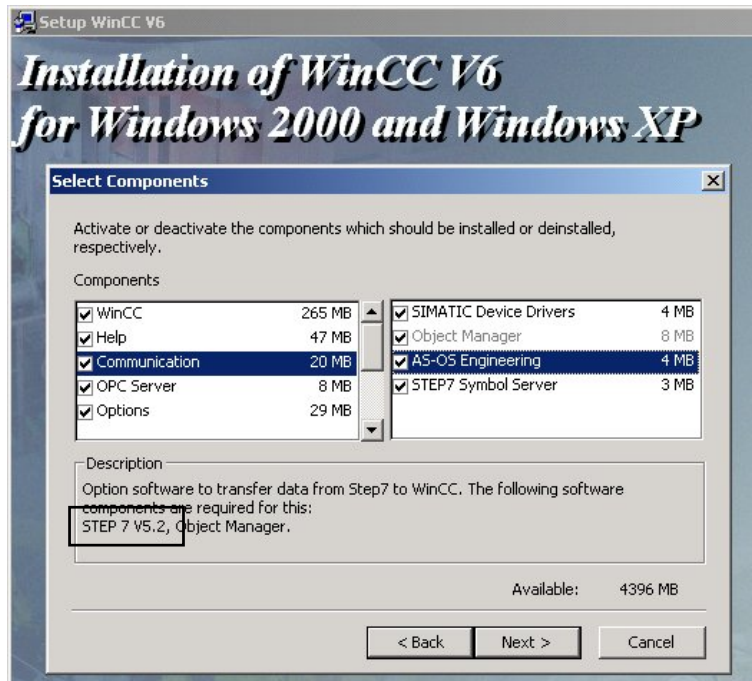 Setup WinCC V6
Installation of WinCC V6
for Windows 2000 and Windows XP
Select Components
Activate or deactivate the components which should be installed or deinstalled,
respectively.
Components
WinCC 265 MB
Help 47 MB
Communication 20 MB
OPC Server 8 MB
Options 29 MB
SIMATIC Device Drivers 4 MB
Object Manager 8 MB
AS-OS Engineering 4 MB
STEP7 Symbol Server 3 MB
Description
Option software to transfer data from Step7 to WinCC. The following software
components are required for this:
STEP 7 V5.2, Object Manager.
Available: 4396 MB
< Back Next > Cancel